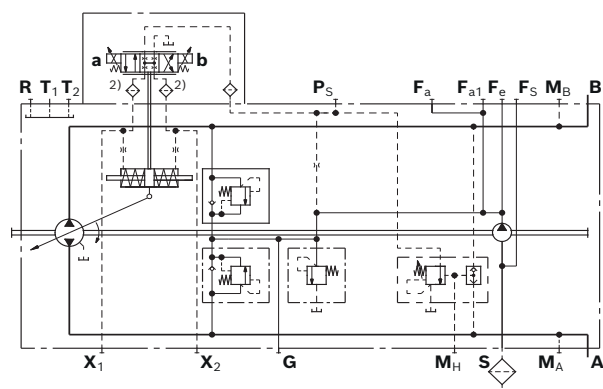 a b
2) 2)
R T1 T2 PS Fa Fa1 Fe FS MB B
X1 X2 G MH S MA A